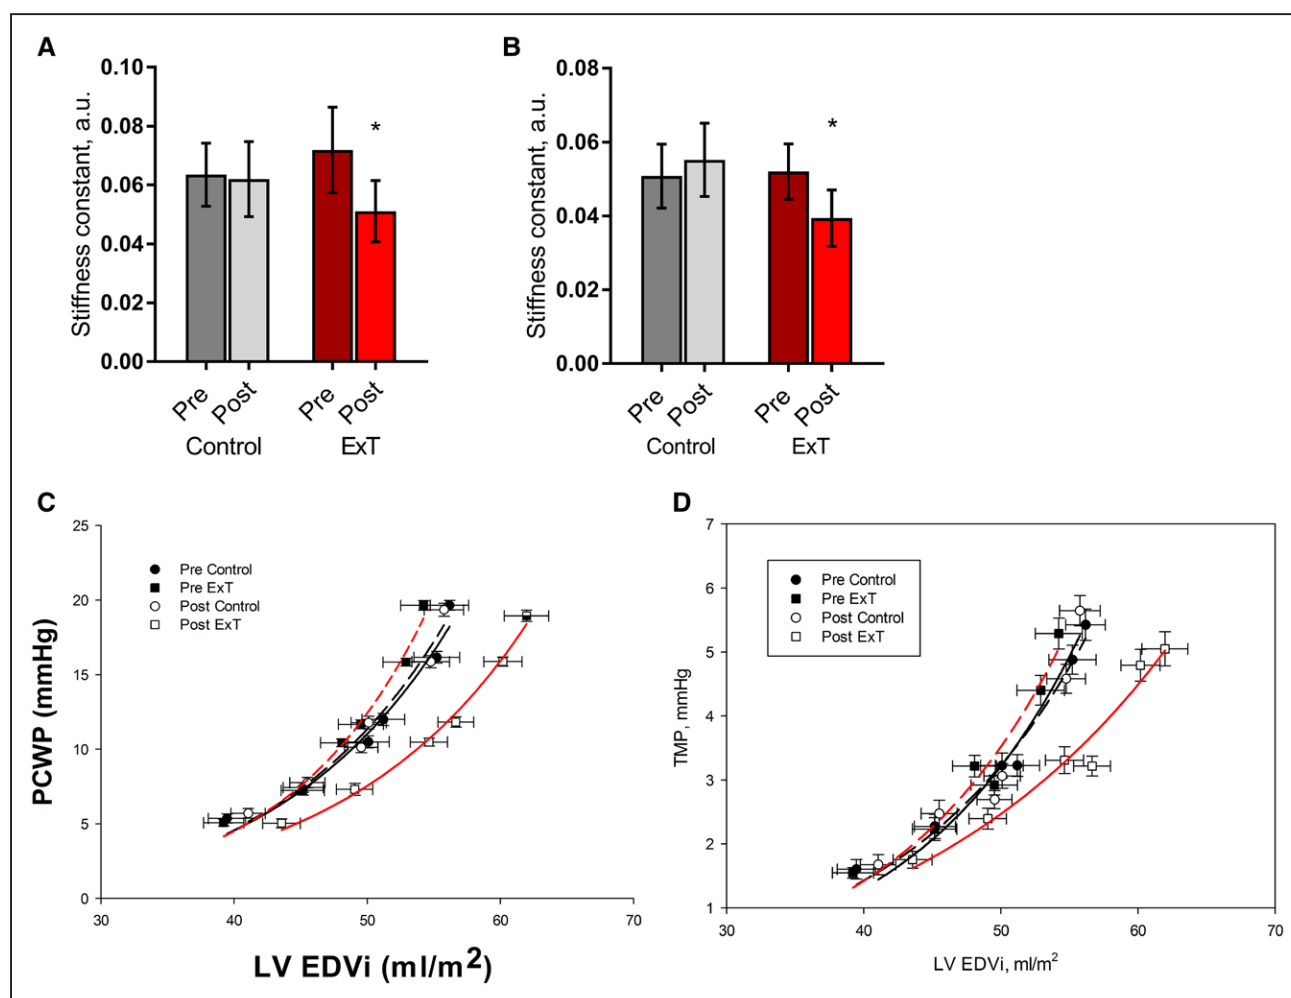 A
B
0.10
0.08
0.06
0.04
0.02
0.00
Stiffness constant, a.u.
*
Pre
Post
Pre
Post
Control
ExT
0.08
0.06
0.04
0.02
0.00
Stiffness constant, a.u.
*
Pre
Post
Pre
Post
Control
ExT
C
25
20
15
10
5
0
PCWP (mmHg)
Pre Control
Pre ExT
Post Control
Post ExT
30 40 50 60 70
LV EDVi (ml/m²)
D
7
6
5
4
3
2
1
TMP, mmHg
Pre Control
Pre ExT
Post Control
Post ExT
30 40 50 60 70
LV EDVi, ml/m²